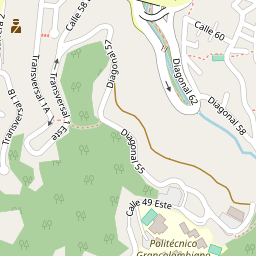 Calle 58
Calle 60
Diagonal 57
Diagonal 62
Transversal 1A
Transversal 1 Este
Diagonal 58
Transversal 1B
Diagonal 55
Calle 49 Este
Politécnico
Grancolombiano